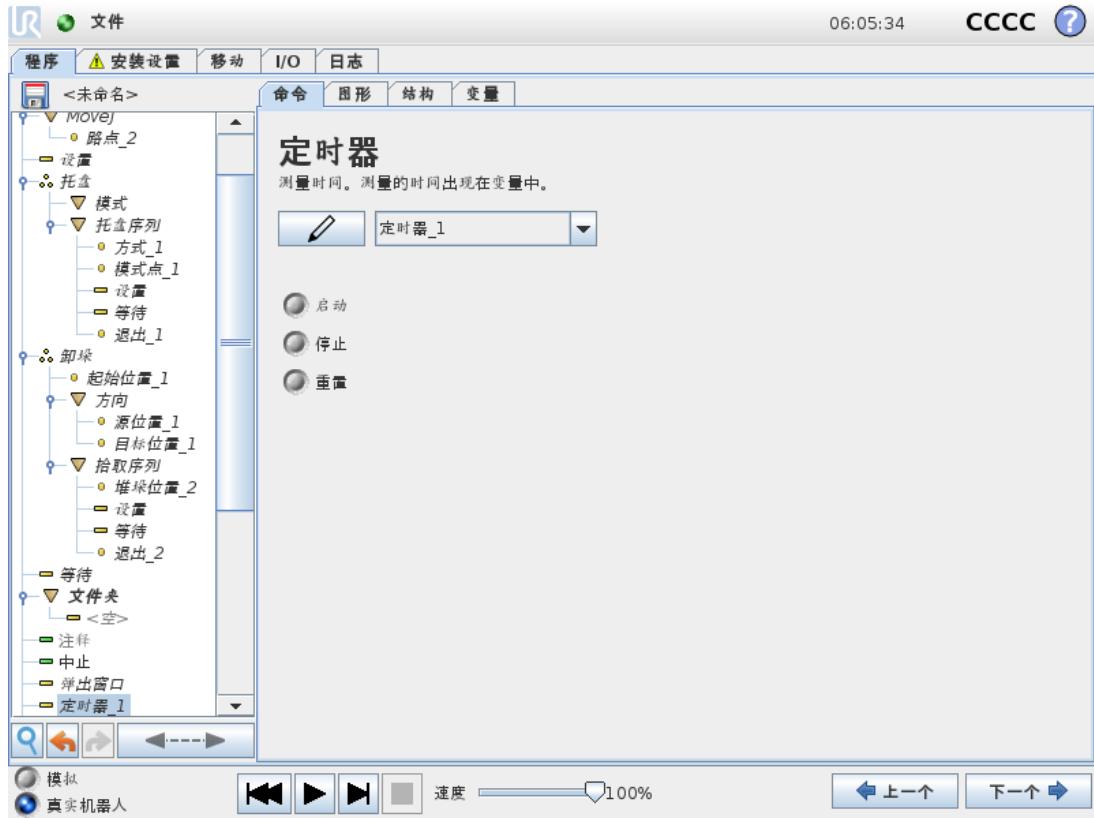 UR 文件 06:05:34 CCCC ?
程序 安装设置 移动 I/O 日志
<未命名> 命令 图形 结构 变量
MoveJ
路点_2
设置
托盘
模式
托盘序列
方式_1
模式点_1
设置
等待
退出_1
卸垛
起始位置_1
方向
源位置_1
目标位置_1
拾取序列
堆垛位置_2
设置
等待
退出_2
等待
文件夹
<空>
注释
中止
弹出窗口
定时器_1
定时器
测量时间。测量的时间出现在变量中。
定时器_1
启动
停止
重置
模拟
真实机器人
速度 100%
上一个 下一个